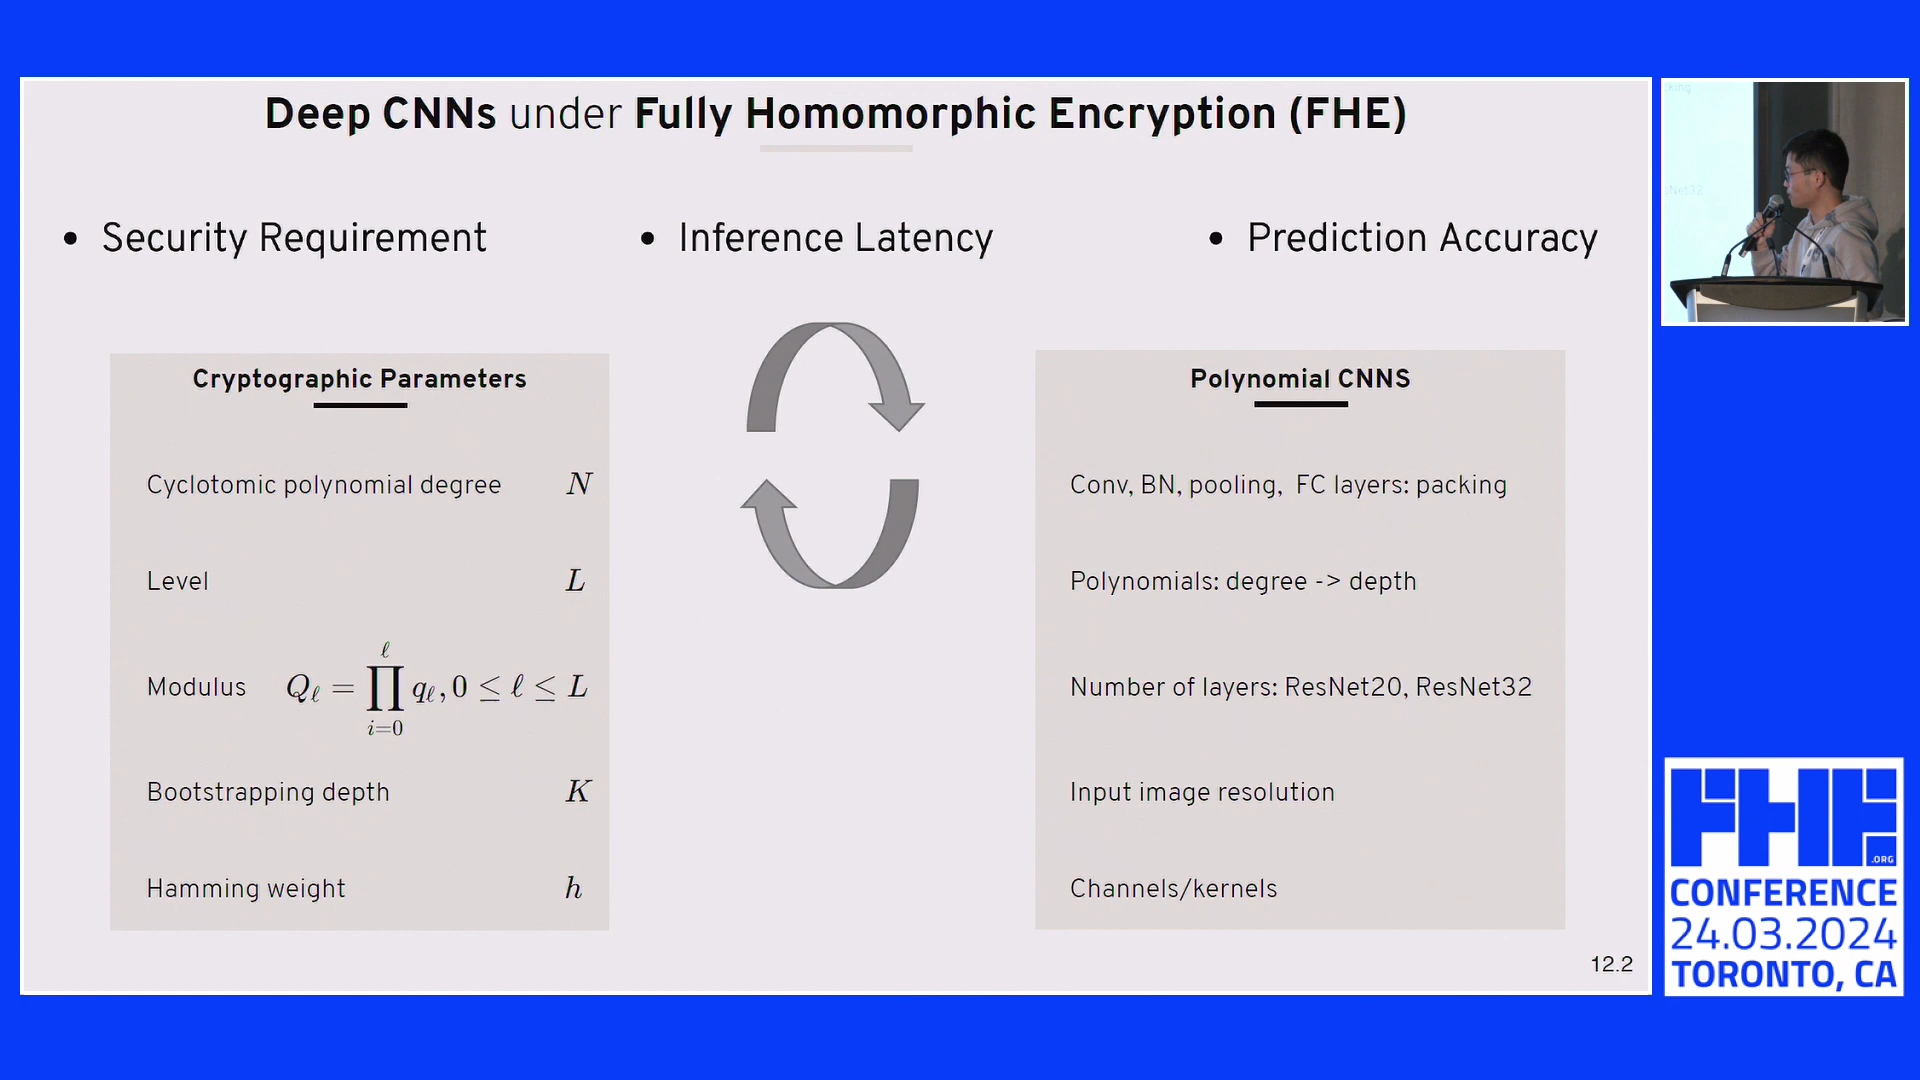 Deep CNNs under Fully Homomorphic Encryption (FHE)
• Security Requirement
• Inference Latency
• Prediction Accuracy
Cryptographic Parameters
Cyclotomic polynomial degree N
Level L
Modulus Q_ℓ = ∏_{i=0}^{ℓ} q_ℓ, 0 ≤ ℓ ≤ L
Bootstrapping depth K
Hamming weight h
Polynomial CNNS
Conv, BN, pooling, FC layers: packing
Polynomials: degree -> depth
Number of layers: ResNet20, ResNet32
Input image resolution
Channels/kernels
12.2
king
Net32
FHE
.ORG
CONFERENCE
24.03.2024
TORONTO, CA